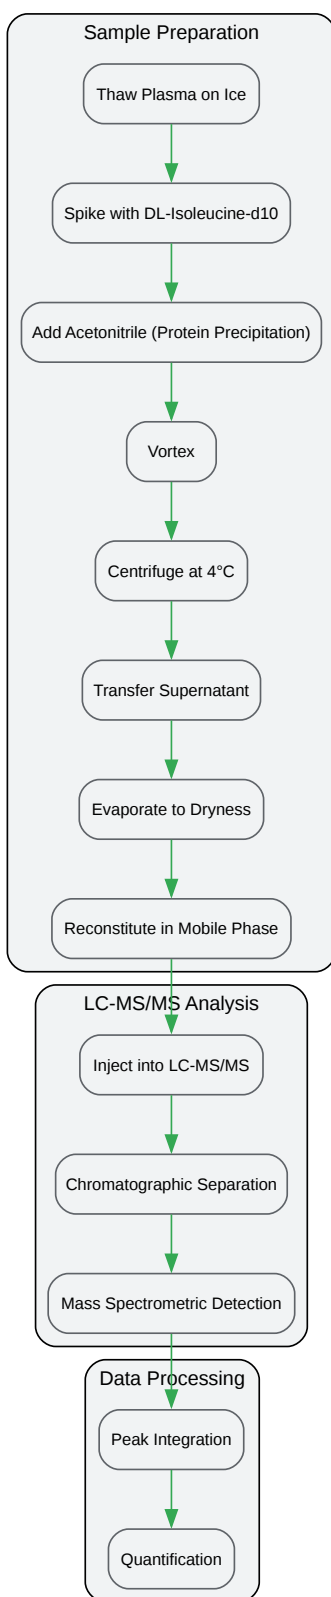 Sample Preparation
Thaw Plasma on Ice
Spike with DL-Isoleucine-d10
Add Acetonitrile (Protein Precipitation)
Vortex
Centrifuge at 4°C
Transfer Supernatant
Evaporate to Dryness
Reconstitute in Mobile Phase
LC-MS/MS Analysis
Inject into LC-MS/MS
Chromatographic Separation
Mass Spectrometric Detection
Data Processing
Peak Integration
Quantification